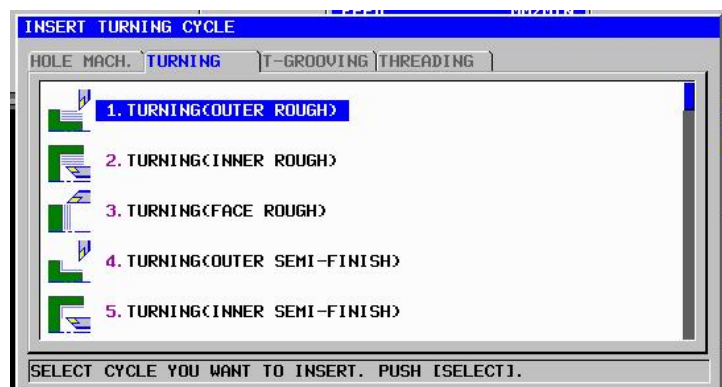 INSERT TURNING CYCLE
HOLE MACH. TURNING T-GROOVING THREADING
1.TURNING(OUTER ROUGH)
2.TURNING(INNER ROUGH)
3.TURNING(FACE ROUGH)
4.TURNING(OUTER SEMI-FINISH)
5.TURNING(INNER SEMI-FINISH)
SELECT CYCLE YOU WANT TO INSERT. PUSH [SELECT].